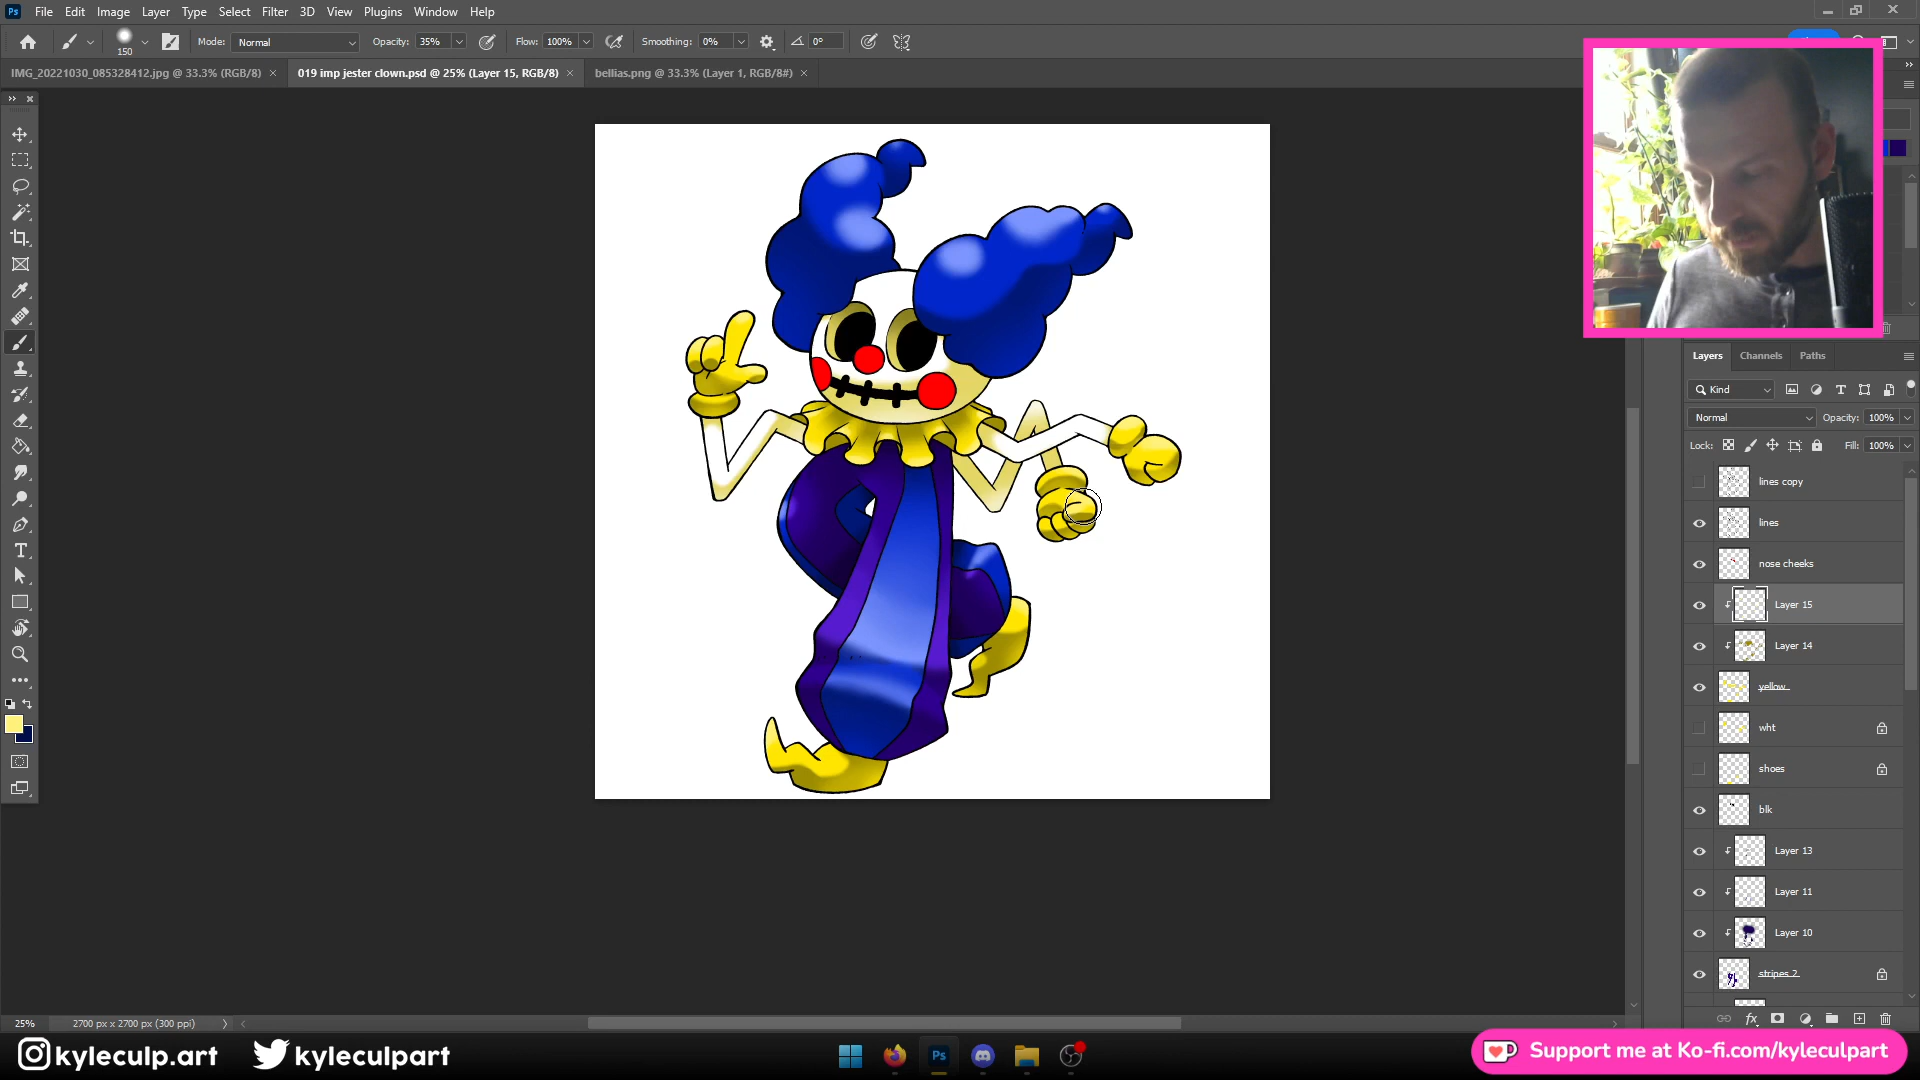 Ps File Edit Image Layer Type Select Filter 3D View Plugins Window Help
150 Mode: Normal Opacity: 35% Flow: 100% Smoothing: 0% 0°
IMG_20221030_085328412.jpg @ 33.3% (RGB/8) × 019 imp jester clown.psd @ 25% (Layer 15, RGB/8) × bellias.png @ 33.3% (Layer 1, RGB/8#) ×
Layers Channels Paths
Kind
Normal Opacity: 100%
Lock: Fill: 100%
lines copy
lines
nose cheeks
Layer 15
Layer 14
yellow
wht
shoes
blk
Layer 13
Layer 11
Layer 10
stripes 2
25% 2700 px x 2700 px (300 ppi)
kyleculp.art kyleculpart
Ps
Support me at Ko-fi.com/kyleculpart